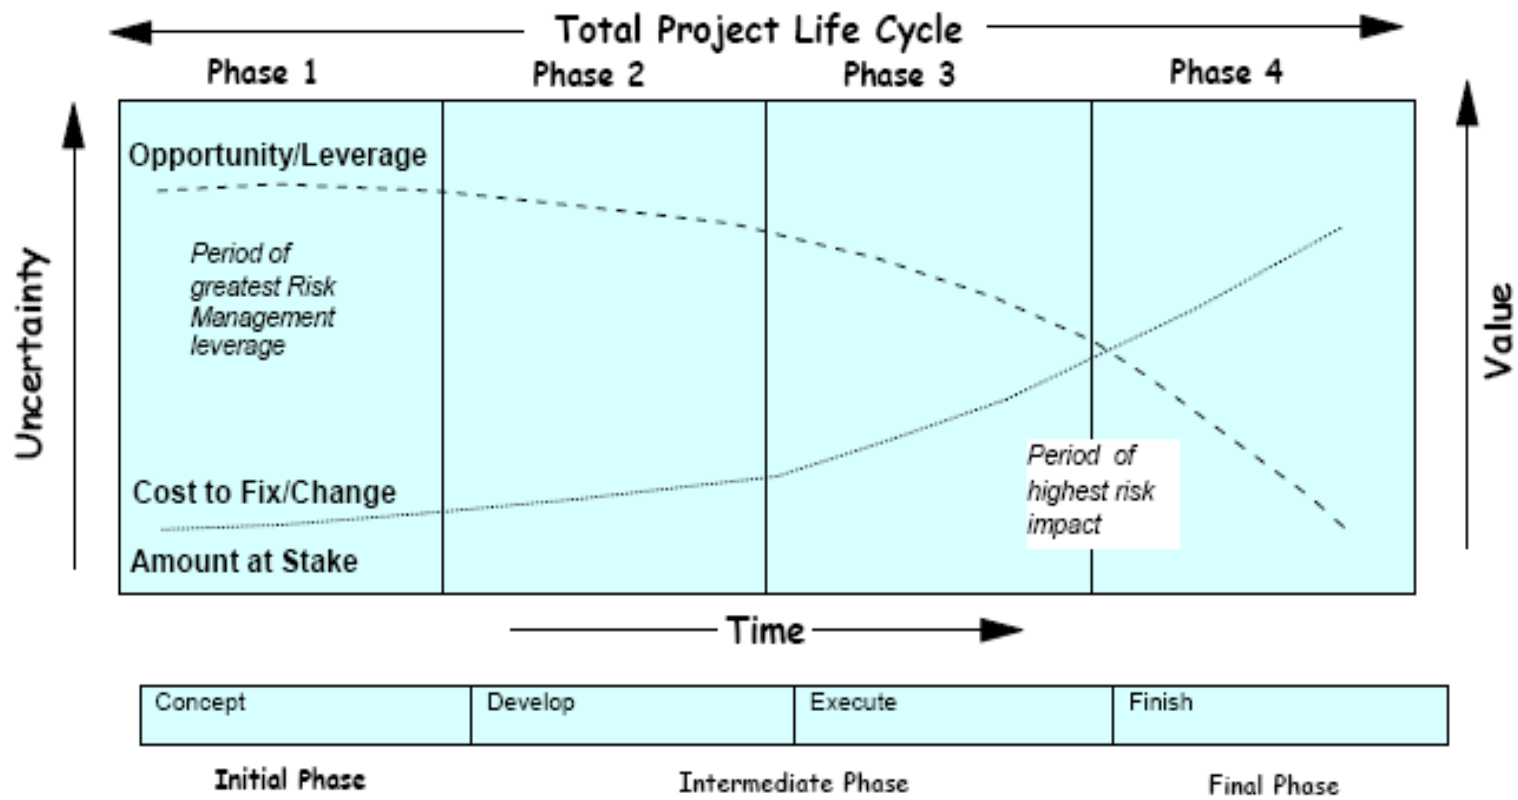 Total Project Life Cycle
Phase 1
Phase 2
Phase 3
Phase 4
Uncertainty
Value
Opportunity/Leverage
Period of
greatest Risk
Management
leverage
Cost to Fix/Change
Amount at Stake
Period of
highest risk
impact
Time
Concept
Develop
Execute
Finish
Initial Phase
Intermediate Phase
Final Phase